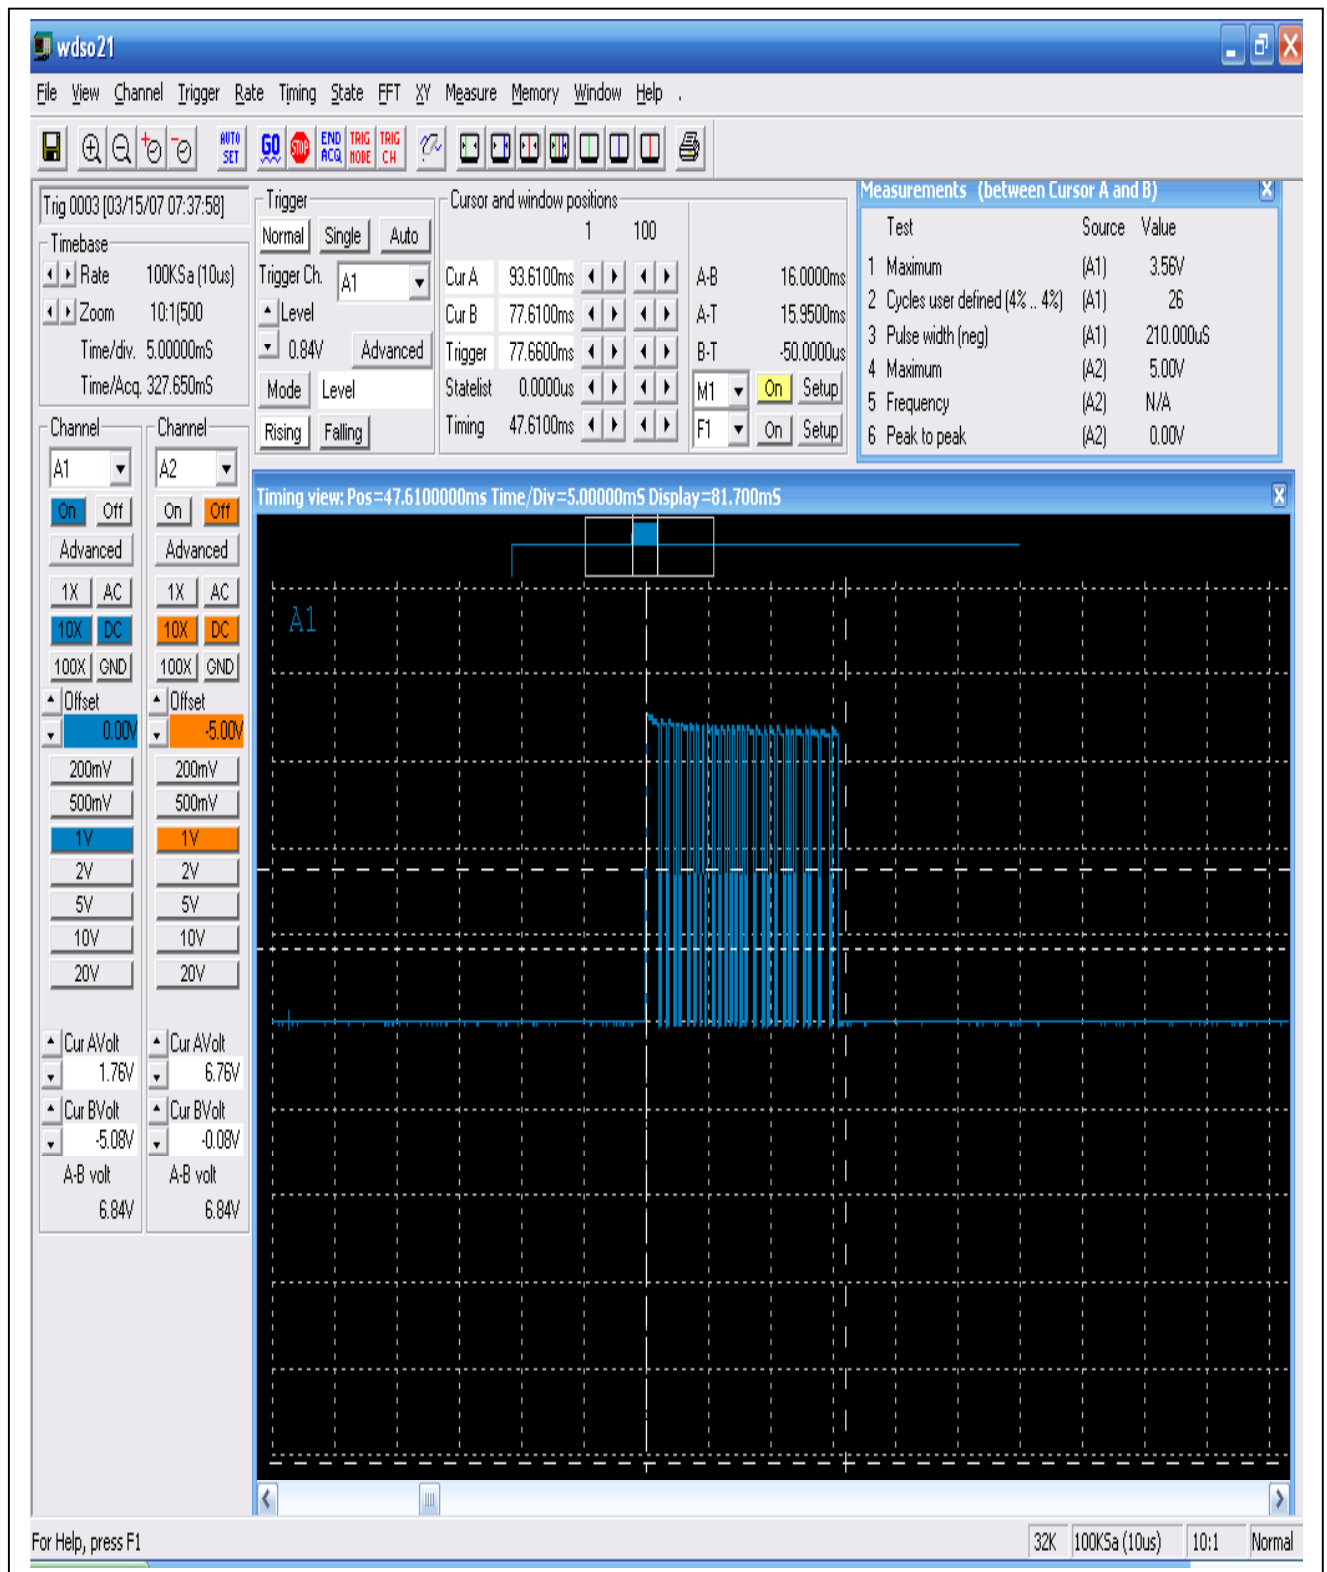 wdso21
File View Channel Trigger Rate Timing State FFT XY Measure Memory Window Help .
AUTO SET GO STOP END ACQ TRIG MODE TRIG CH
Trig 0003 [03/15/07 07:37:58]
Timebase
Rate 100KSa (10us)
Zoom 10:1(500
Time/div. 5.00000mS
Time/Acq. 327.650mS
Trigger
Normal Single Auto
Trigger Ch. A1
Level
0.84V Advanced
Mode Level
Rising Falling
Cursor and window positions
1 100
Cur A 93.6100ms A-B 16.0000ms
Cur B 77.6100ms A-T 15.9500ms
Trigger 77.6600ms B-T -50.0000us
Statelist 0.0000us M1 On Setup
Timing 47.6100ms F1 On Setup
Measurements (between Cursor A and B)
Test Source Value
1 Maximum (A1) 3.56V
2 Cycles user defined (4% .. 4%) (A1) 26
3 Pulse width (neg) (A1) 210.000uS
4 Maximum (A2) 5.00V
5 Frequency (A2) N/A
6 Peak to peak (A2) 0.00V
Channel Channel
A1 A2
On Off On Off
Advanced Advanced
1X AC 1X AC
10X DC 10X DC
100X GND 100X GND
Offset Offset
0.00V -5.00V
200mV 200mV
500mV 500mV
1V 1V
2V 2V
5V 5V
10V 10V
20V 20V
Cur AVolt Cur AVolt
1.76V 6.76V
Cur BVolt Cur BVolt
-5.08V -0.08V
A-B volt A-B volt
6.84V 6.84V
Timing view: Pos=47.6100000ms Time/Div=5.00000mS Display=81.700mS
A1
For Help, press F1
32K 100KSa (10us) 10:1 Normal